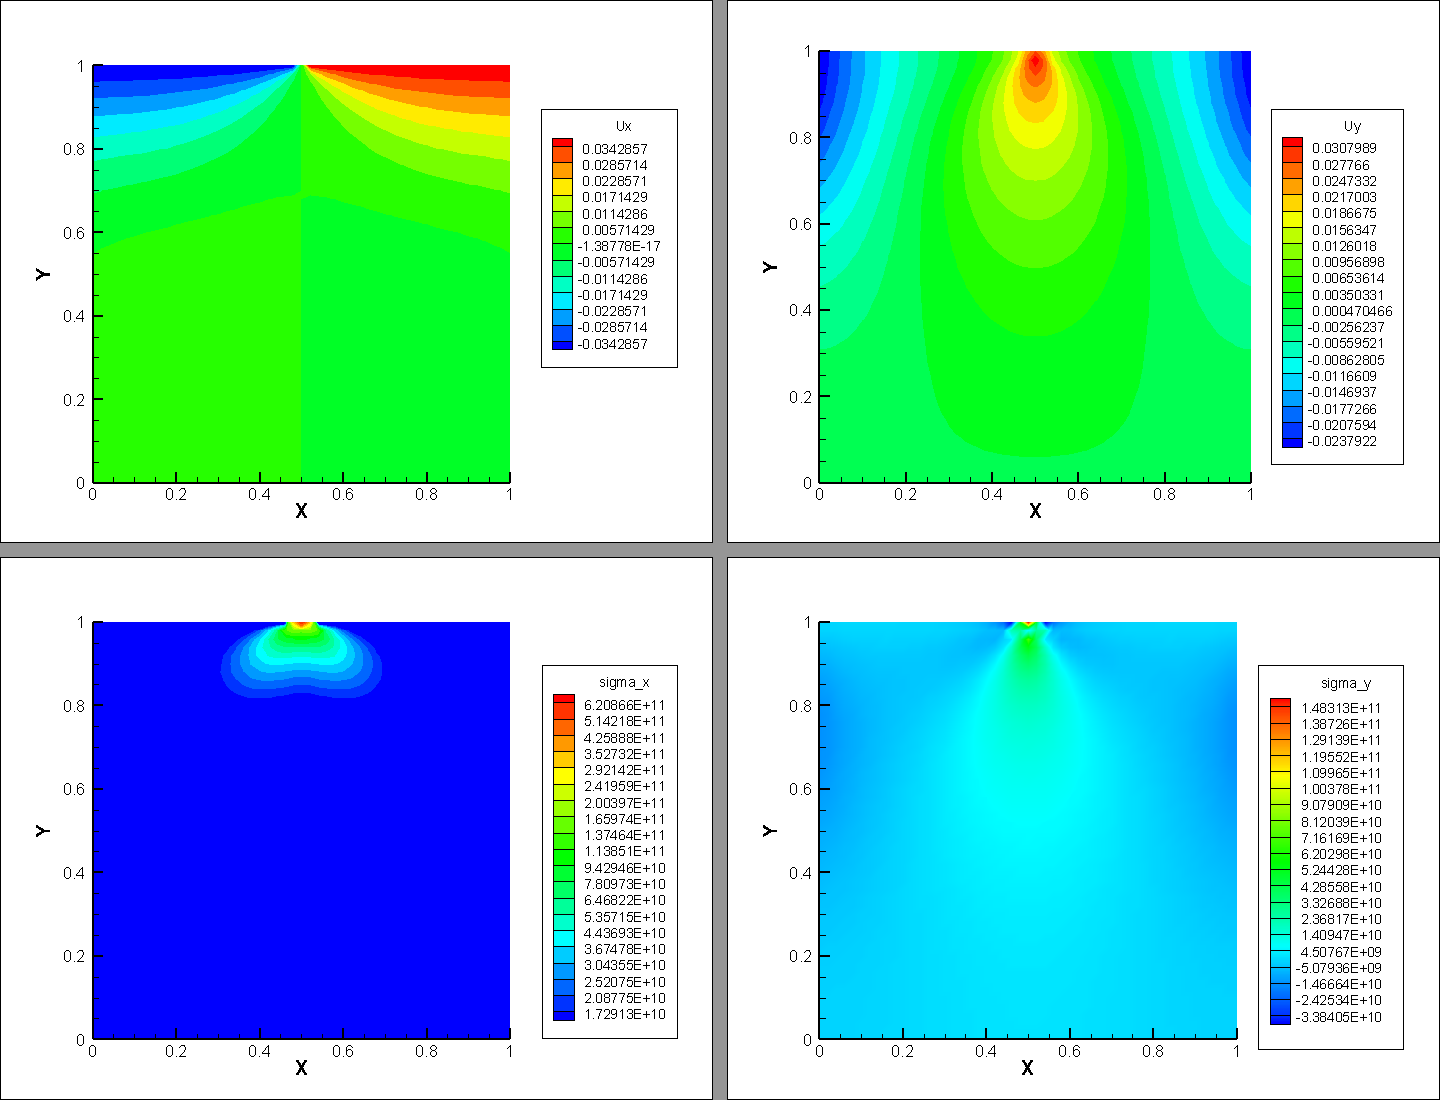 1
0.8
0.6
0.4
0.2
0
0 0.2 0.4 0.6 0.8 1
X
Y
Ux
0.0342857
0.0285714
0.0228571
0.0171429
0.0114286
0.00571429
-1.38778E-17
-0.00571429
-0.0114286
-0.0171429
-0.0228571
-0.0285714
-0.0342857
1
0.8
0.6
0.4
0.2
0
0 0.2 0.4 0.6 0.8 1
X
Y
Uy
0.0307989
0.027766
0.0247332
0.0217003
0.0186675
0.0156347
0.0126018
0.00956898
0.00653614
0.00350331
0.000470466
-0.00256237
-0.00559521
-0.00862805
-0.0116609
-0.0146937
-0.0177266
-0.0207594
-0.0237922
1
0.8
0.6
0.4
0.2
0
0 0.2 0.4 0.6 0.8 1
X
Y
sigma_x
6.20866E+11
5.14218E+11
4.25888E+11
3.52732E+11
2.92142E+11
2.41959E+11
2.00397E+11
1.65974E+11
1.37464E+11
1.13851E+11
9.42946E+10
7.80973E+10
6.46822E+10
5.35715E+10
4.43693E+10
3.67478E+10
3.04355E+10
2.52075E+10
2.08775E+10
1.72913E+10
1
0.8
0.6
0.4
0.2
0
0 0.2 0.4 0.6 0.8 1
X
Y
sigma_y
1.48313E+11
1.38726E+11
1.29139E+11
1.19552E+11
1.09965E+11
1.00378E+11
9.07909E+10
8.12039E+10
7.16169E+10
6.20298E+10
5.24428E+10
4.28558E+10
3.32688E+10
2.36817E+10
1.40947E+10
4.50767E+09
-5.07936E+09
-1.46664E+10
-2.42534E+10
-3.38405E+10